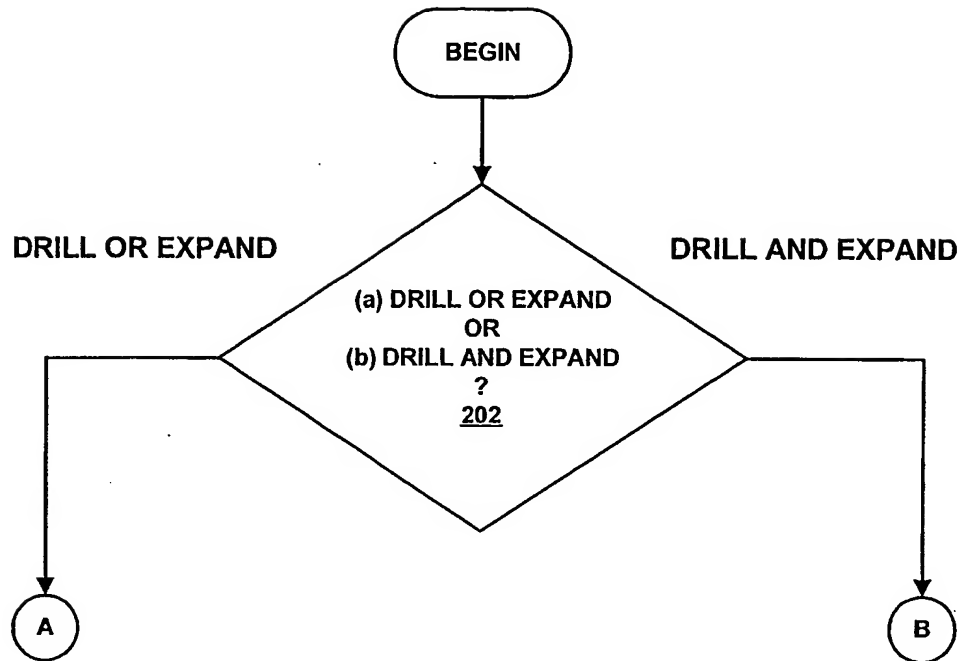 BEGIN
DRILL OR EXPAND
DRILL AND EXPAND
(a) DRILL OR EXPAND
OR
(b) DRILL AND EXPAND
?
202
A
B